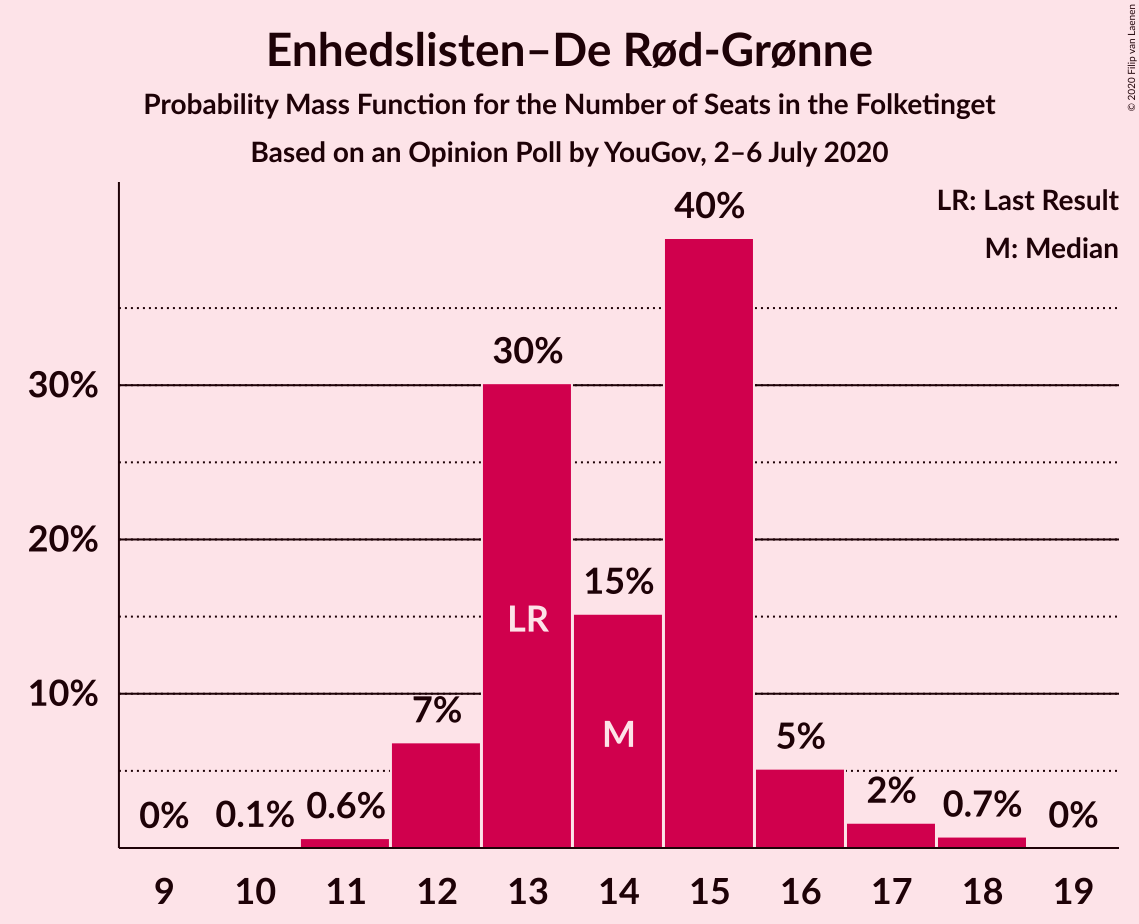 Enhedslisten–De Rød-Grønne
Probability Mass Function for the Number of Seats in the Folketinget
Based on an Opinion Poll by YouGov, 2–6 July 2020
© 2020 Filip van Laenen
LR: Last Result
M: Median
40%
30%
30%
20%
15%
LR
10%
7%
M
5%
0%
0.1%
0.6%
2%
0.7%
0%
9 10 11 12 13 14 15 16 17 18 19